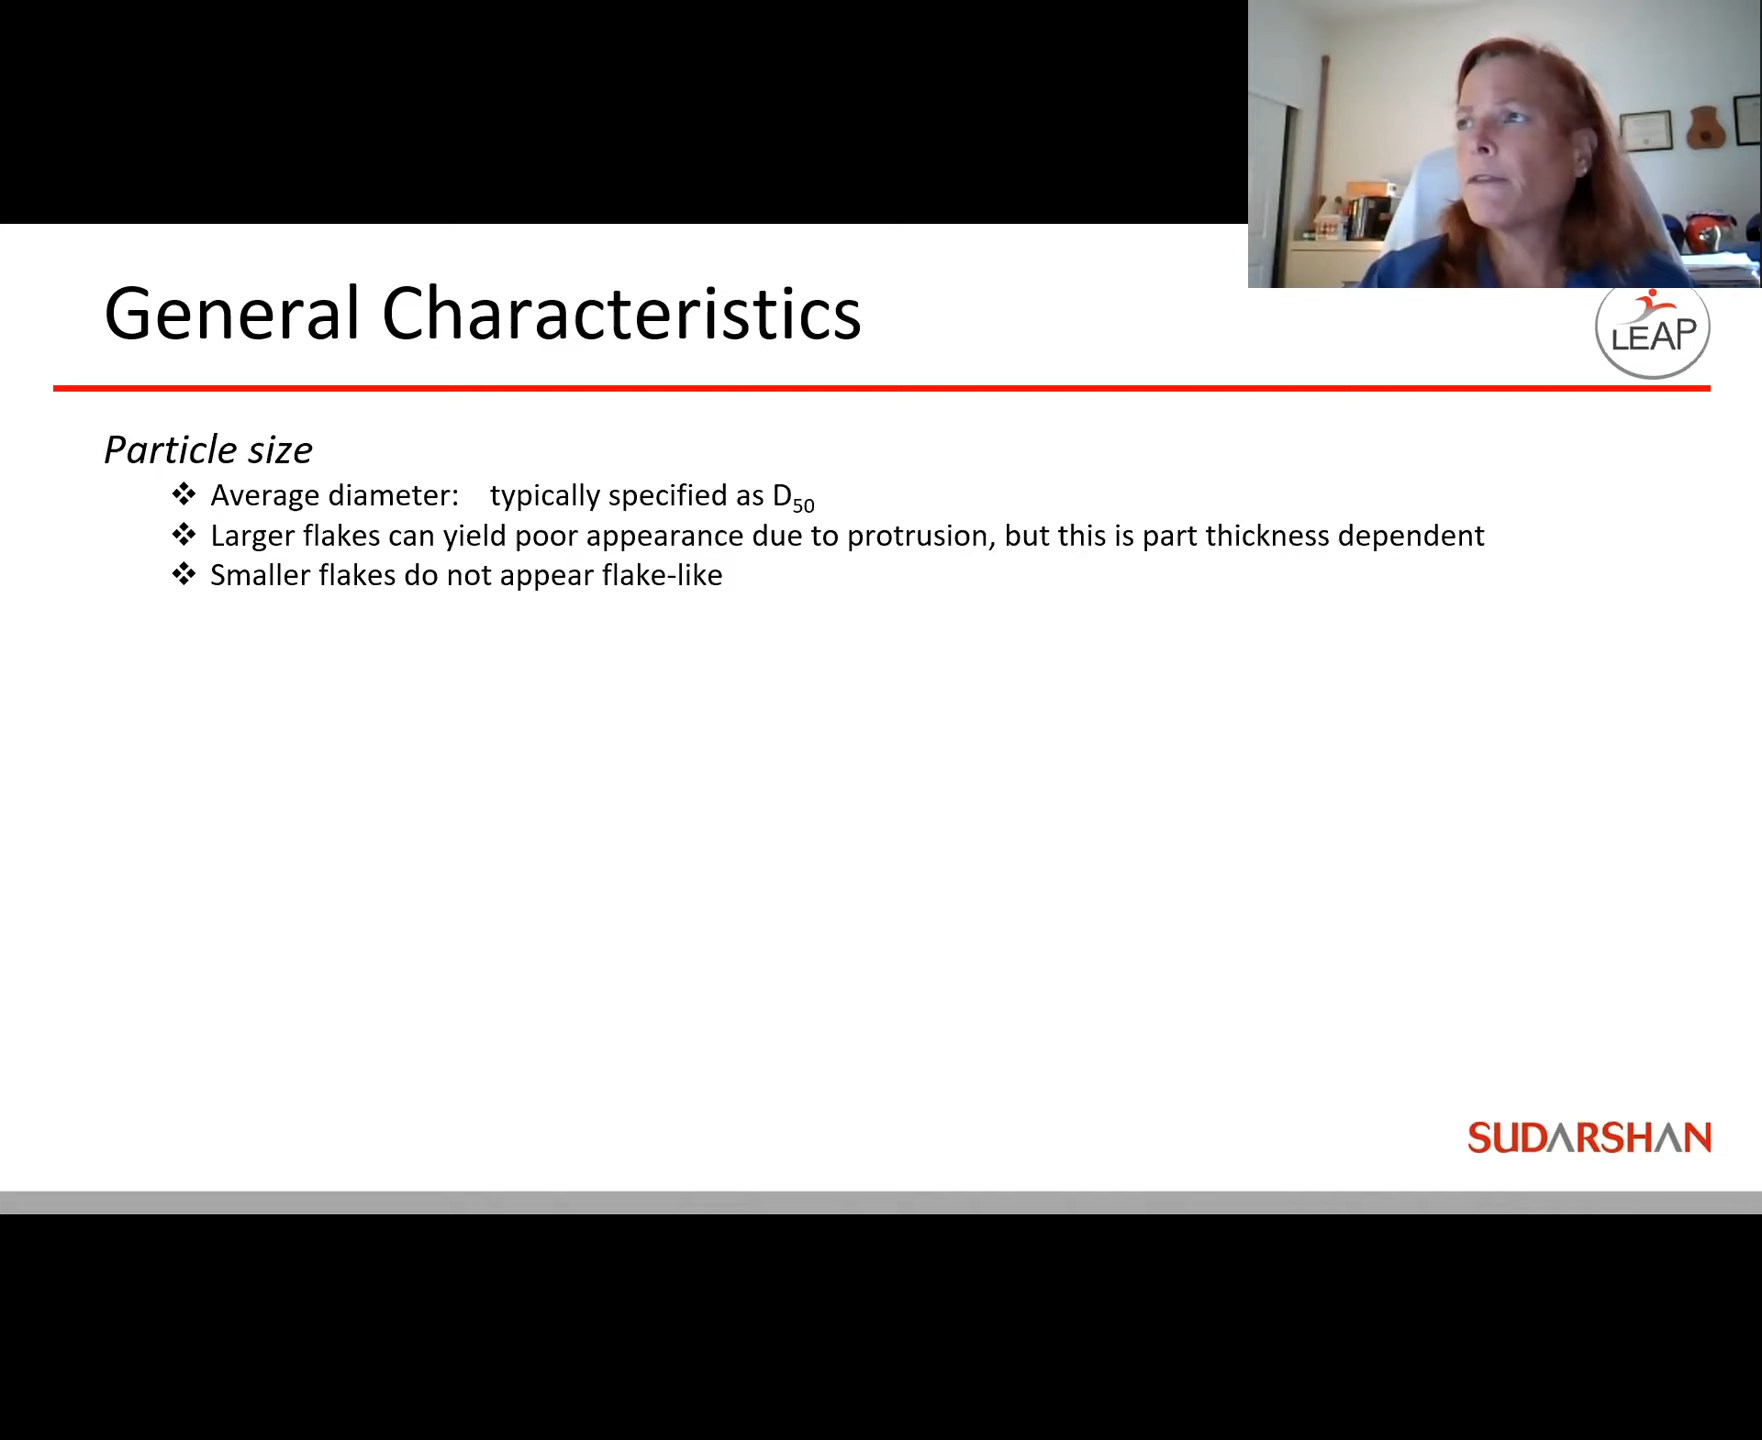 General Characteristics
LEAP
Particle size
❖ Average diameter: typically specified as D₅₀
❖ Larger flakes can yield poor appearance due to protrusion, but this is part thickness dependent
❖ Smaller flakes do not appear flake-like
SUDARSHAN